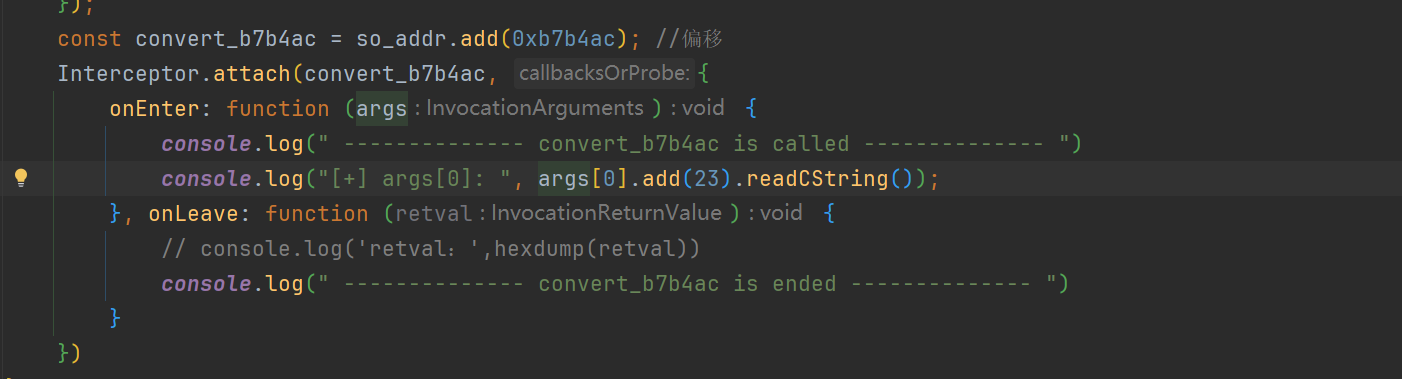 });
const convert_b7b4ac = so_addr.add(0xb7b4ac); //偏移
Interceptor.attach(convert_b7b4ac, callbacksOrProbe: {
onEnter: function (args : InvocationArguments ) : void {
console.log(" -------------- convert_b7b4ac is called -------------- ")
console.log("[+] args[0]: ", args[0].add(23).readCString());
}, onLeave: function (retval : InvocationReturnValue ) : void {
// console.log('retval：',hexdump(retval))
console.log(" -------------- convert_b7b4ac is ended -------------- ")
}
})